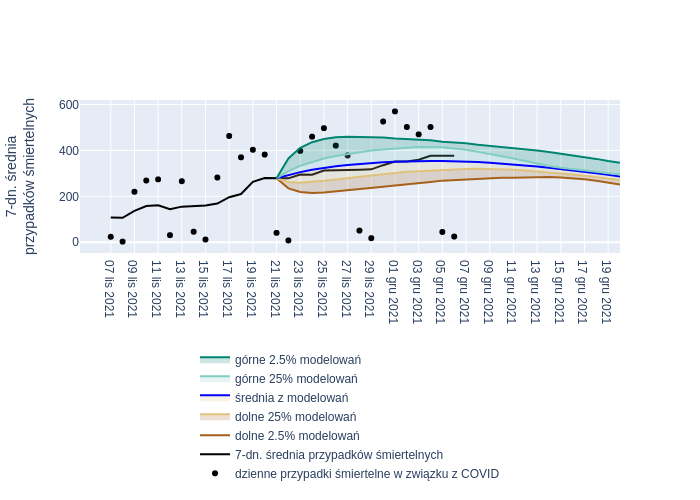 7-dn. średnia
przypadków śmiertelnych
600
400
200
0
07 lis 2021
09 lis 2021
11 lis 2021
13 lis 2021
15 lis 2021
17 lis 2021
19 lis 2021
21 lis 2021
23 lis 2021
25 lis 2021
27 lis 2021
29 lis 2021
01 gru 2021
03 gru 2021
05 gru 2021
07 gru 2021
09 gru 2021
11 gru 2021
13 gru 2021
15 gru 2021
17 gru 2021
19 gru 2021
górne 2.5% modelowań
górne 25% modelowań
średnia z modelowań
dolne 25% modelowań
dolne 2.5% modelowań
7-dn. średnia przypadków śmiertelnych
dzienne przypadki śmiertelne w związku z COVID